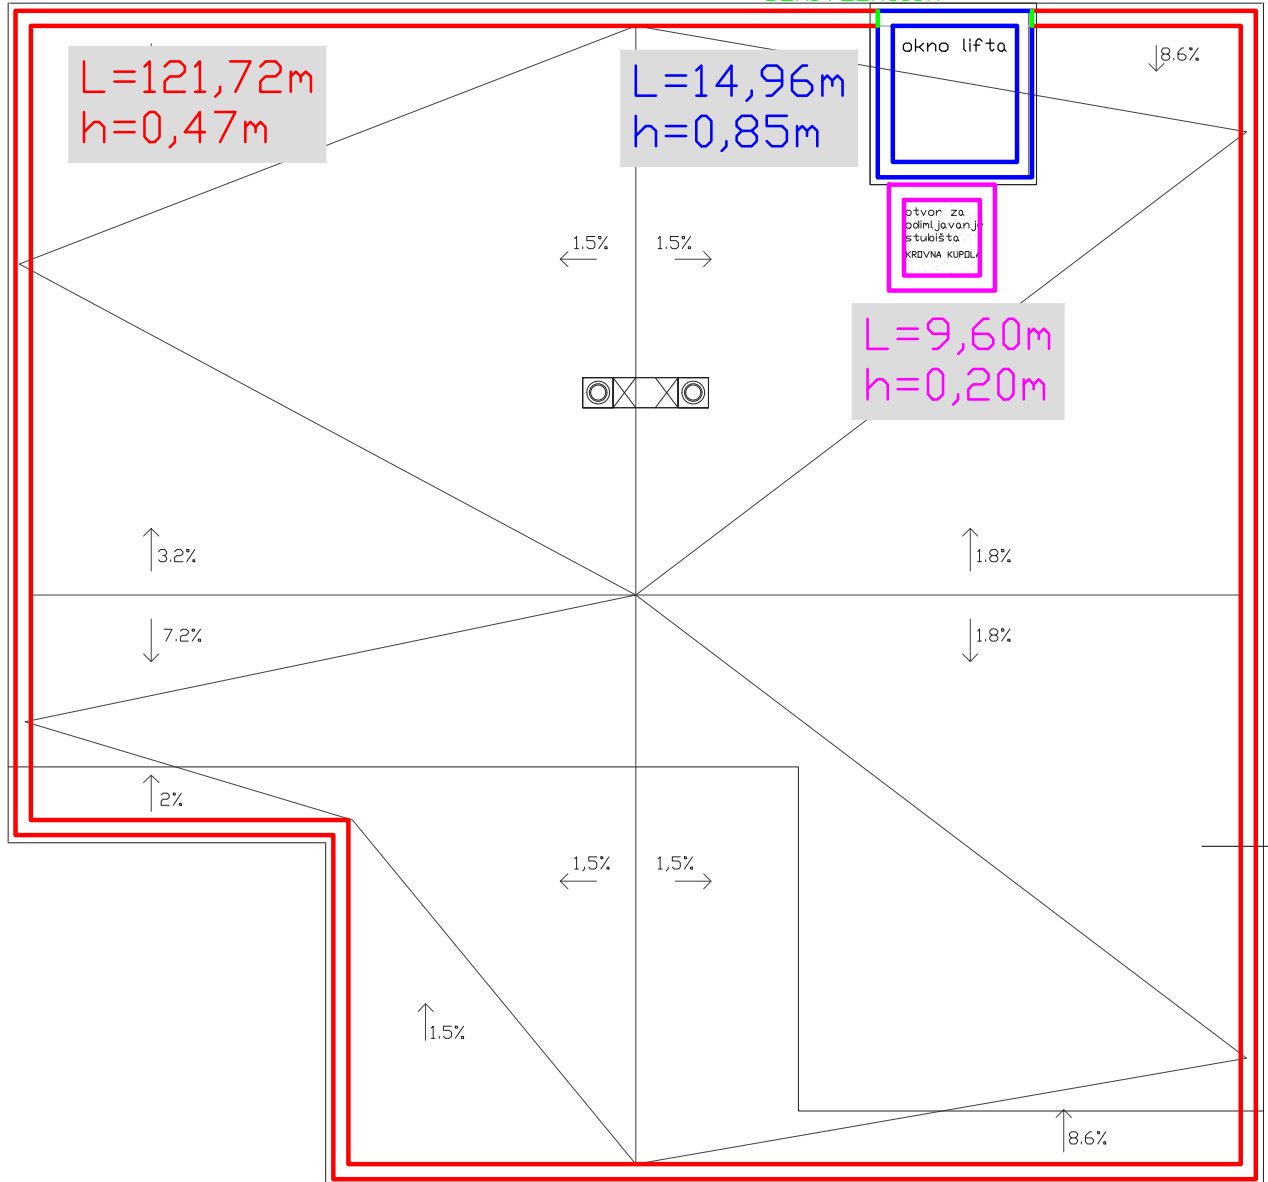 okno lifta
8.6%
L=121,72m
h=0,47m
L=14,96m
h=0,85m
otvor za
odimljavanje
stubišta
KROVNA KUPOLA
1.5%
1.5%
L=9,60m
h=0,20m
3.2%
1.8%
7.2%
1.8%
2%
1,5%
1,5%
1.5%
8.6%